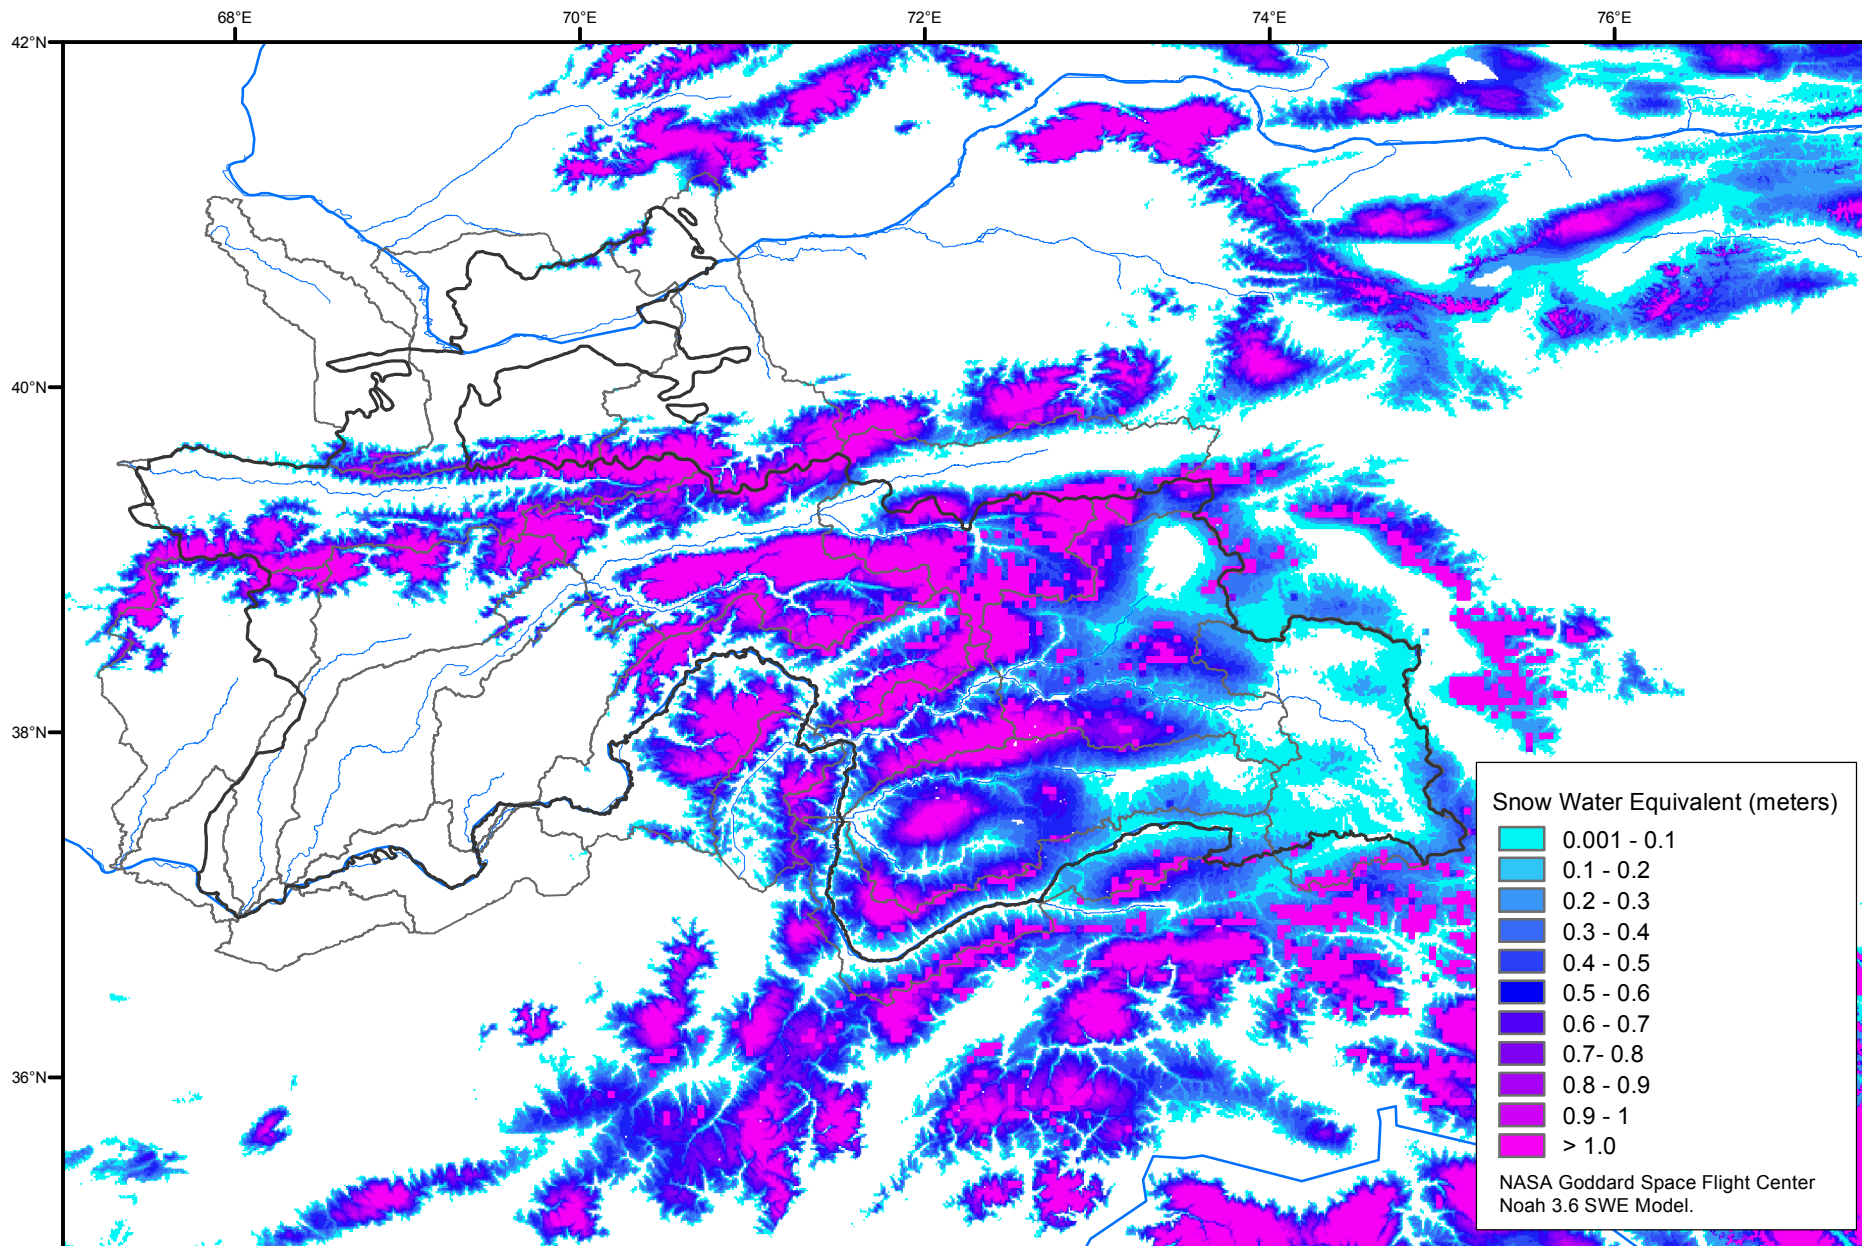 68°E
70°E
72°E
74°E
76°E
42°N
40°N
38°N
36°N
Snow Water Equivalent (meters)
0.001 - 0.1
0.1 - 0.2
0.2 - 0.3
0.3 - 0.4
0.4 - 0.5
0.5 - 0.6
0.6 - 0.7
0.7- 0.8
0.8 - 0.9
0.9 - 1
> 1.0
NASA Goddard Space Flight Center
Noah 3.6 SWE Model.